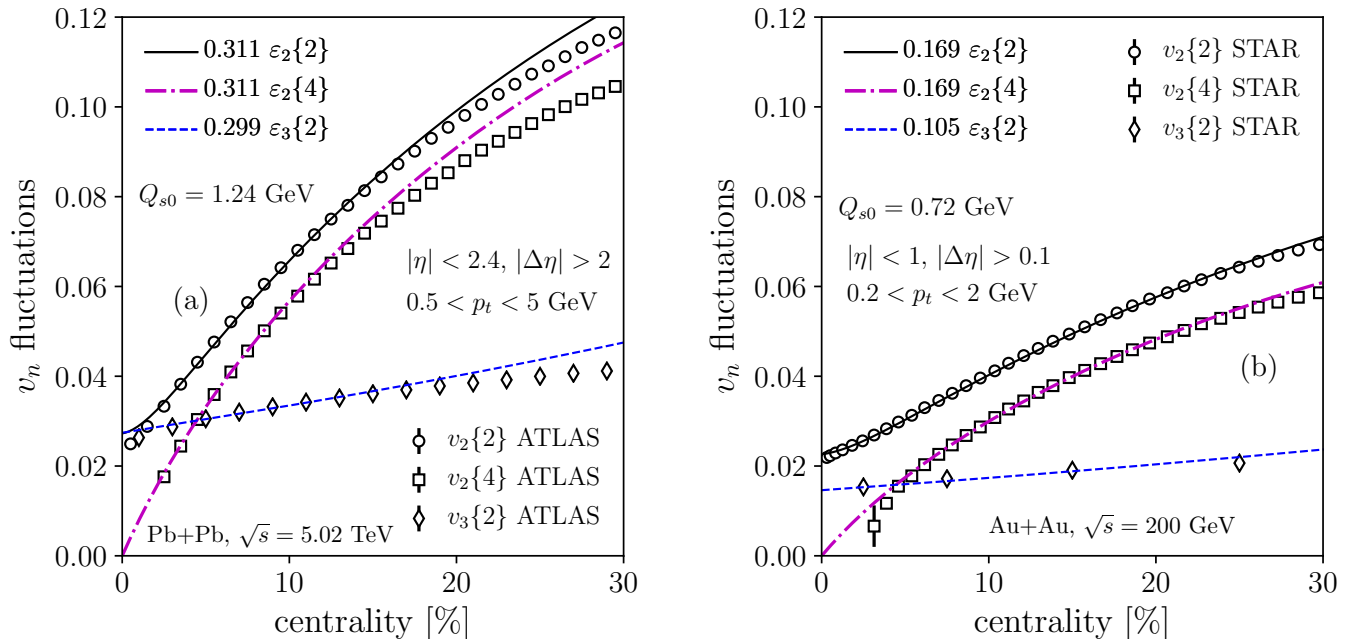 0.311 ε₂{2}
0.311 ε₂{4}
0.299 ε₃{2}
Q_{s0} = 1.24 GeV
(a)
|η| < 2.4, |Δη| > 2
0.5 < p_t < 5 GeV
v₂{2} ATLAS
v₂{4} ATLAS
v₃{2} ATLAS
Pb+Pb, √s = 5.02 TeV
v_n fluctuations
0.12
0.10
0.08
0.06
0.04
0.02
0.00
0 10 20 30
centrality [%]
0.169 ε₂{2}
0.169 ε₂{4}
0.105 ε₃{2}
v₂{2} STAR
v₂{4} STAR
v₃{2} STAR
Q_{s0} = 0.72 GeV
|η| < 1, |Δη| > 0.1
0.2 < p_t < 2 GeV
(b)
Au+Au, √s = 200 GeV
v_n fluctuations
0.12
0.10
0.08
0.06
0.04
0.02
0.00
0 10 20 30
centrality [%]